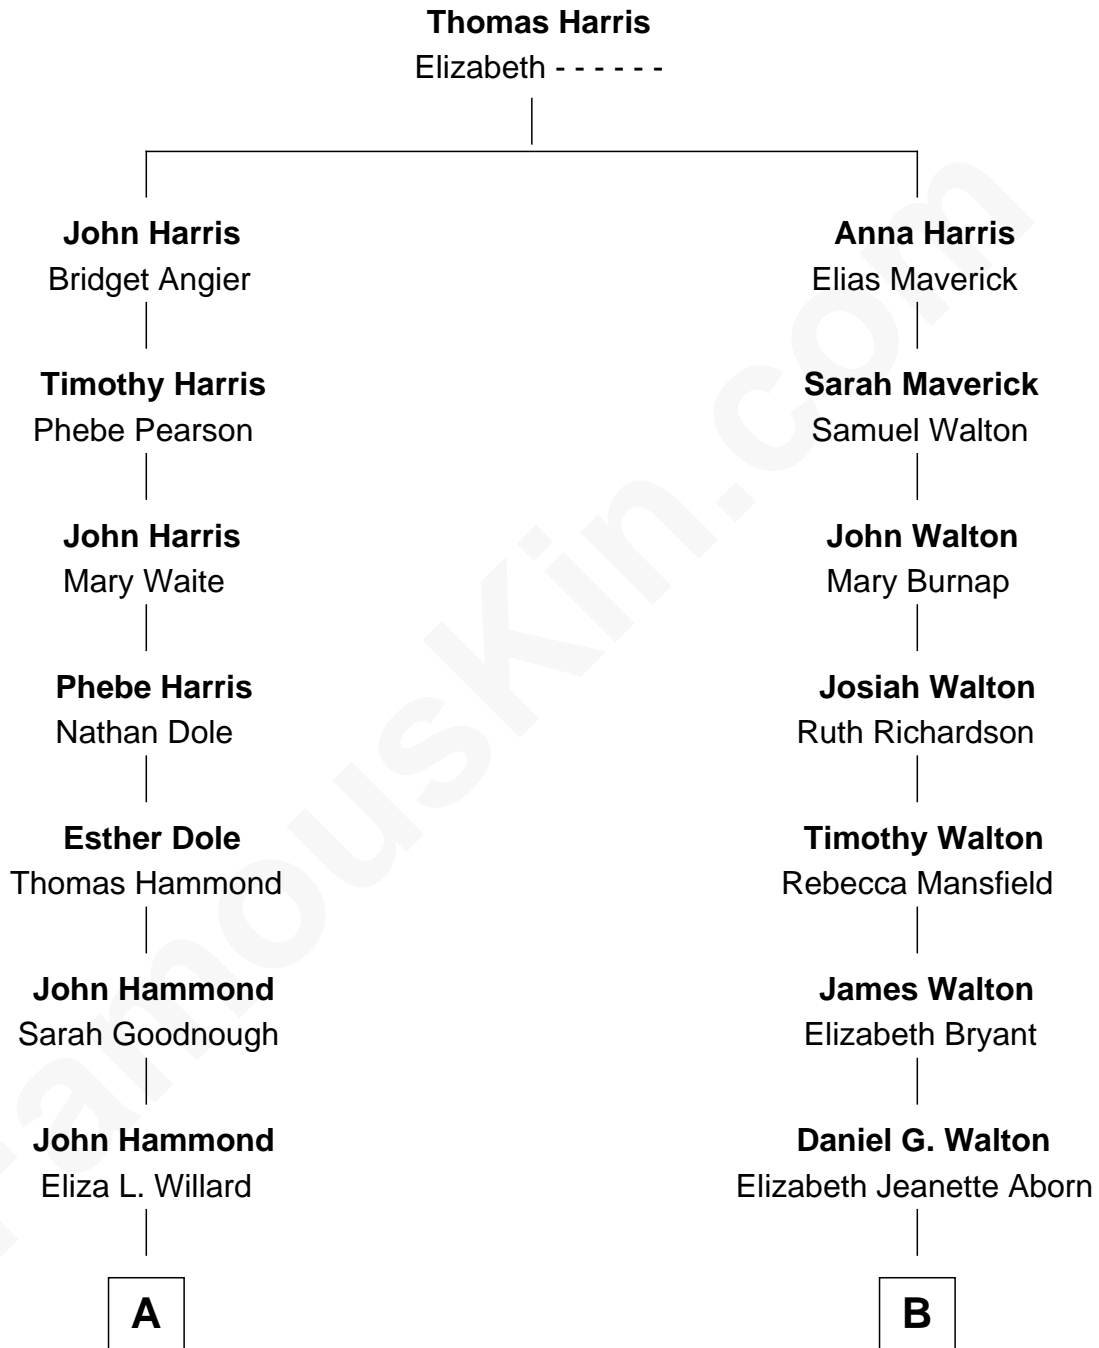 Thomas Harris
Elizabeth - - - - - -
John Harris
Bridget Angier
Anna Harris
Elias Maverick
Timothy Harris
Phebe Pearson
Sarah Maverick
Samuel Walton
John Harris
Mary Waite
John Walton
Mary Burnap
Phebe Harris
Nathan Dole
Josiah Walton
Ruth Richardson
Esther Dole
Thomas Hammond
Timothy Walton
Rebecca Mansfield
John Hammond
Sarah Goodnough
James Walton
Elizabeth Bryant
John Hammond
Eliza L. Willard
Daniel G. Walton
Elizabeth Jeanette Aborn
A
B
FamousKin.com